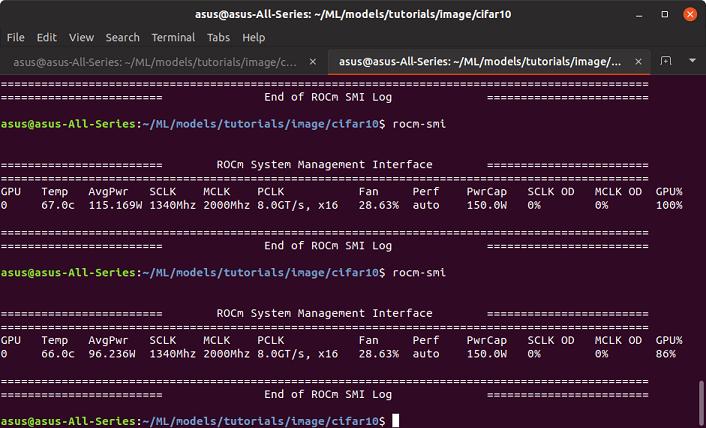 asus@asus-All-Series: ~/ML/models/tutorials/image/cifar10
File Edit View Search Terminal Tabs Help
asus@asus-All-Series: ~/ML/models/tutorials/image/c... × asus@asus-All-Series: ~/ML/models/tutorials/image/... ×
================================================================================
======================== End of ROCm SMI Log ========================
asus@asus-All-Series:~/ML/models/tutorials/image/cifar10$ rocm-smi
======================== ROCm System Management Interface ========================
================================================================================
GPU Temp AvgPwr SCLK MCLK PCLK Fan Perf PwrCap SCLK OD MCLK OD GPU%
0 67.0c 115.169W 1340Mhz 2000Mhz 8.0GT/s, x16 28.63% auto 150.0W 0% 0% 100%
================================================================================
======================== End of ROCm SMI Log ========================
asus@asus-All-Series:~/ML/models/tutorials/image/cifar10$ rocm-smi
======================== ROCm System Management Interface ========================
================================================================================
GPU Temp AvgPwr SCLK MCLK PCLK Fan Perf PwrCap SCLK OD MCLK OD GPU%
0 66.0c 96.236W 1340Mhz 2000Mhz 8.0GT/s, x16 28.63% auto 150.0W 0% 0% 86%
================================================================================
======================== End of ROCm SMI Log ========================
asus@asus-All-Series:~/ML/models/tutorials/image/cifar10$